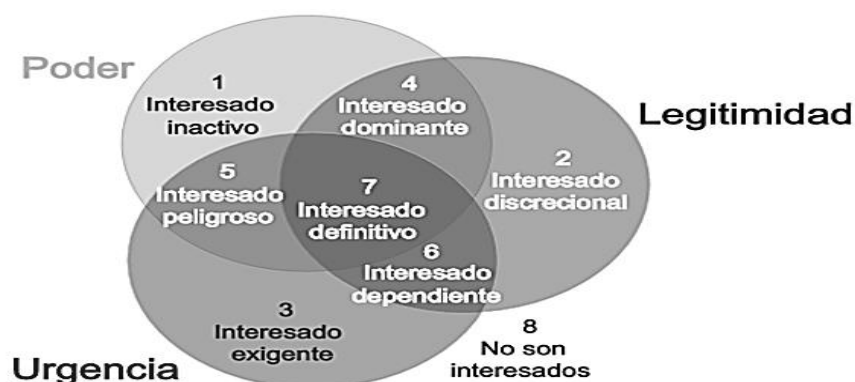 Poder
1
Interesado
inactivo
4
Interesado
dominante
Legitimidad
2
Interesado
discrecional
5
Interesado
peligroso
7
Interesado
definitivo
6
Interesado
dependiente
3
Interesado
exigente
8
No son
interesados
Urgencia